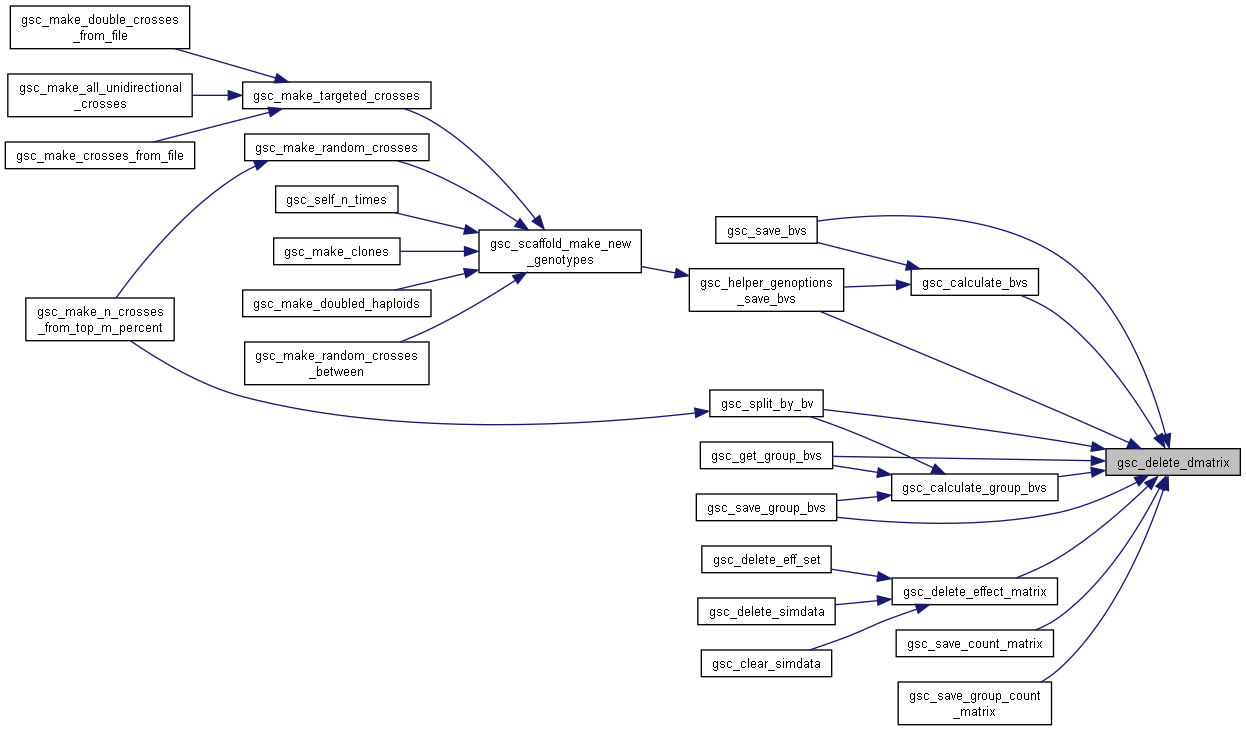 gsc_make_double_crosses
_from_file
gsc_make_all_unidirectional
_crosses
gsc_make_crosses_from_file
gsc_make_n_crosses
_from_top_m_percent
gsc_make_targeted_crosses
gsc_make_random_crosses
gsc_self_n_times
gsc_make_clones
gsc_make_doubled_haploids
gsc_make_random_crosses
_between
gsc_scaffold_make_new
_genotypes
gsc_save_bvs
gsc_helper_genoptions
_save_bvs
gsc_split_by_bv
gsc_get_group_bvs
gsc_save_group_bvs
gsc_delete_eff_set
gsc_delete_simdata
gsc_clear_simdata
gsc_calculate_bvs
gsc_calculate_group_bvs
gsc_delete_effect_matrix
gsc_save_count_matrix
gsc_save_group_count
_matrix
gsc_delete_dmatrix